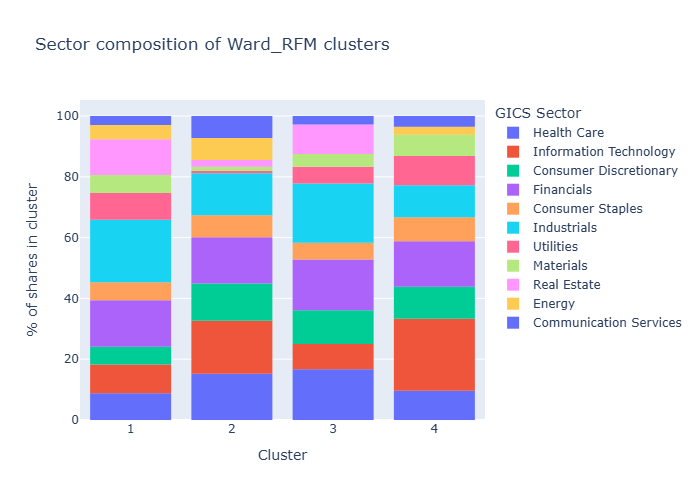 Sector composition of Ward_RFM clusters
GICS Sector
Health Care
Information Technology
Consumer Discretionary
Financials
Consumer Staples
Industrials
Utilities
Materials
Real Estate
Energy
Communication Services
% of shares in cluster
100
80
60
40
20
0
1 2 3 4
Cluster